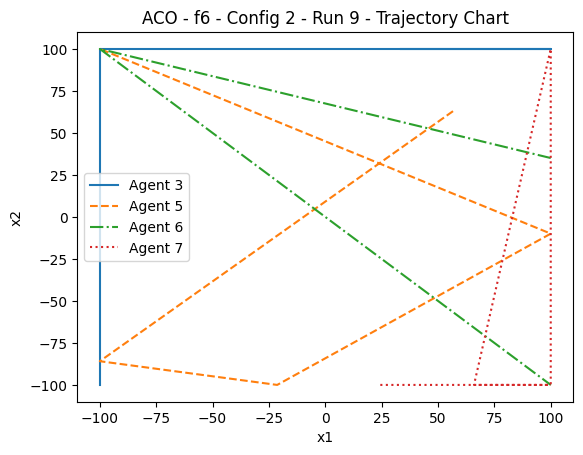 ACO - f6 - Config 2 - Run 9 - Trajectory Chart
100
75
50
25
0
−25
−50
−75
−100
x2
Agent 3
Agent 5
Agent 6
Agent 7
−100 −75 −50 −25 0 25 50 75 100
x1